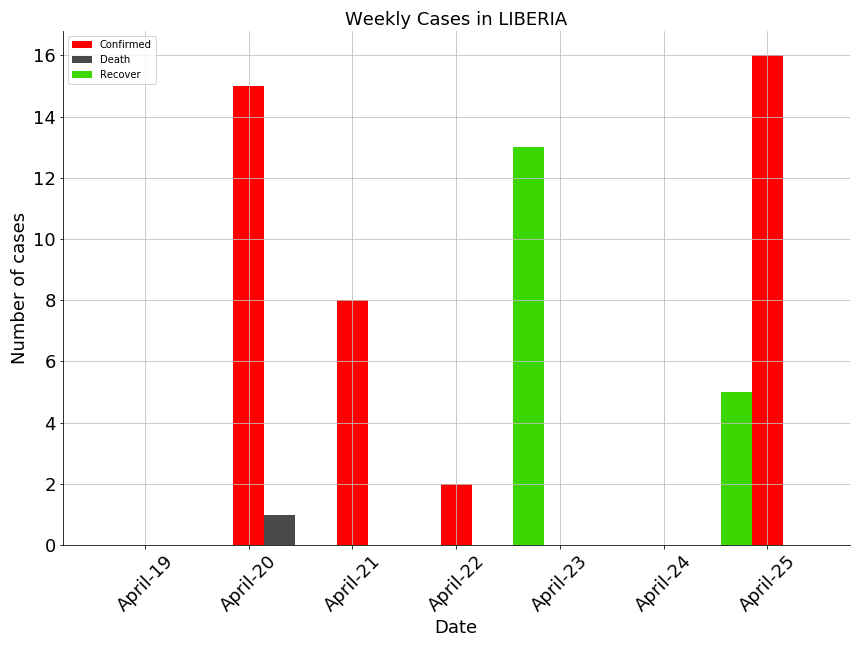 Weekly Cases in LIBERIA
Confirmed
Death
Recover
Number of cases
16
14
12
10
8
6
4
2
0
April-19
April-20
April-21
April-22
April-23
April-24
April-25
Date